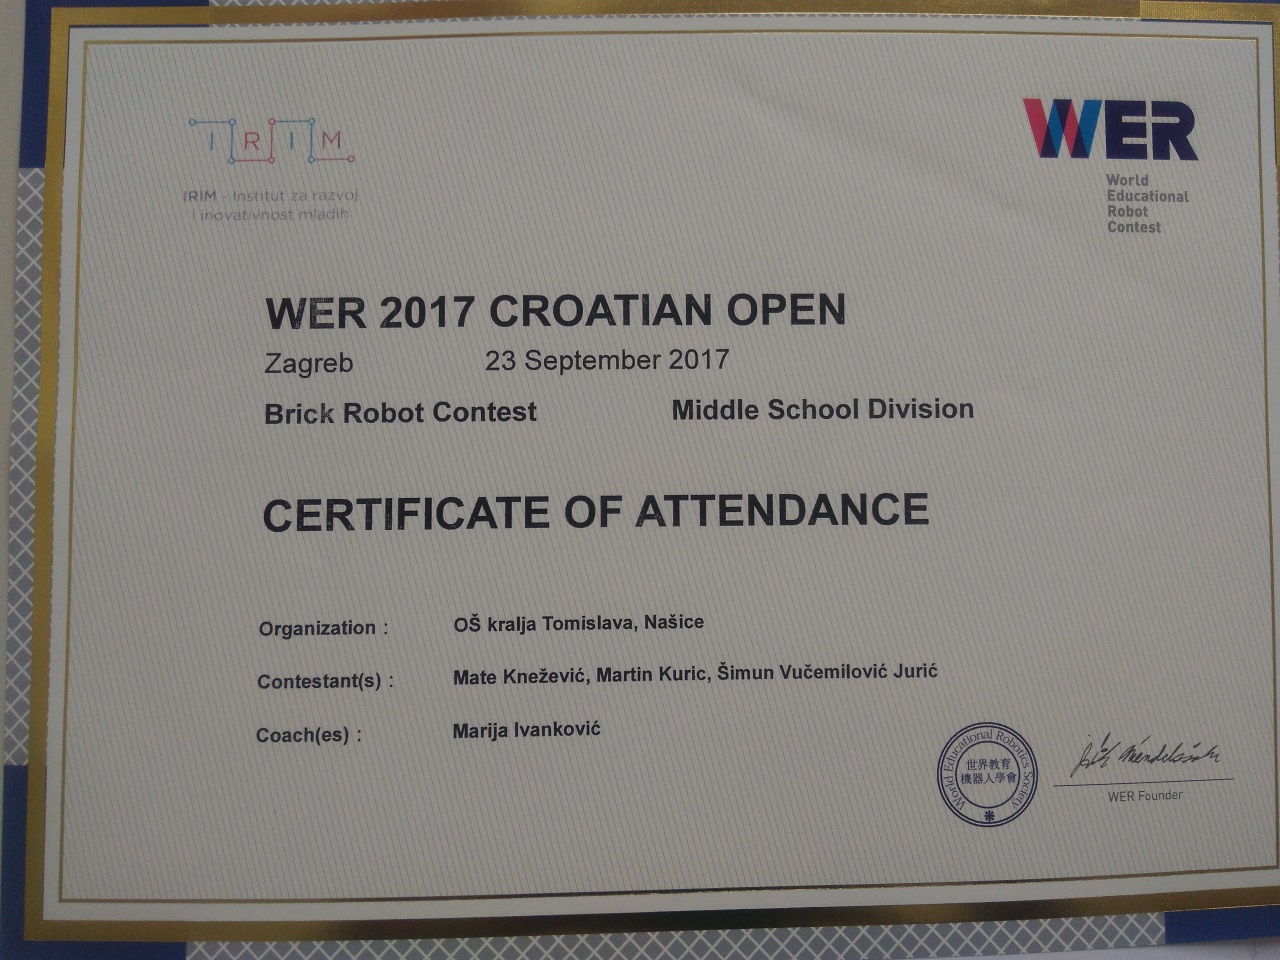 IRIM
IRIM - Institut za razvoj
i inovativnost mladih
WER
World
Educational
Robot
Contest
WER 2017 CROATIAN OPEN
Zagreb 23 September 2017
Brick Robot Contest Middle School Division
CERTIFICATE OF ATTENDANCE
Organization : OŠ kralja Tomislava, Našice
Contestant(s) : Mate Knežević, Martin Kuric, Šimun Vučemilović Jurić
Coach(es) : Marija Ivanković
World Educational Robotics Society
世界教育
機器人學會
WER Founder